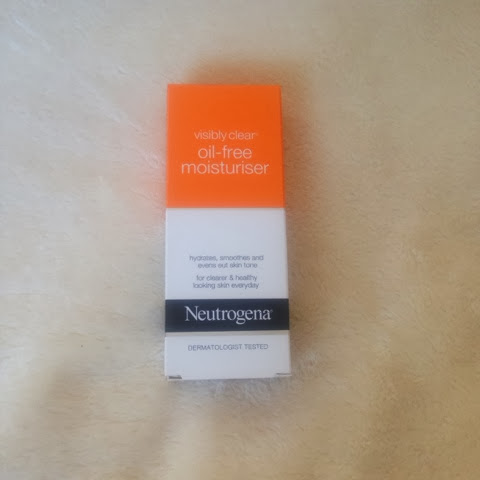 visibly clear®
oil-free
moisturiser
hydrates, smoothes and
evens out skin tone
for clearer & healthy
looking skin everyday
Neutrogena®
DERMATOLOGIST TESTED